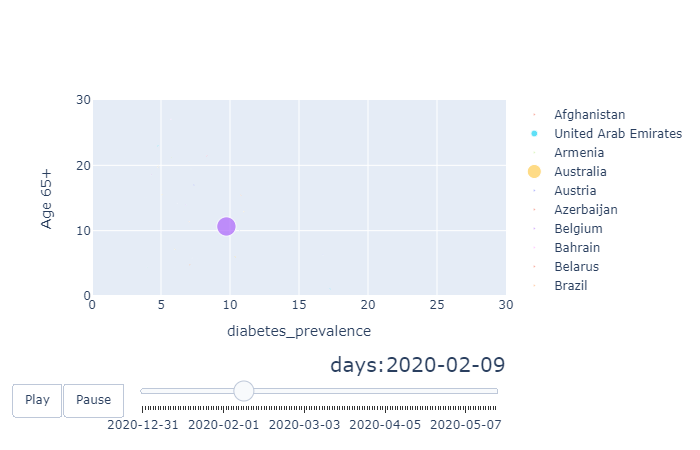 30
20
10
0
Age 65+
0 5 10 15 20 25 30
diabetes_prevalence
Afghanistan
United Arab Emirates
Armenia
Australia
Austria
Azerbaijan
Belgium
Bahrain
Belarus
Brazil
days:2020-02-09
Play Pause
2020-12-31 2020-02-01 2020-03-03 2020-04-05 2020-05-07